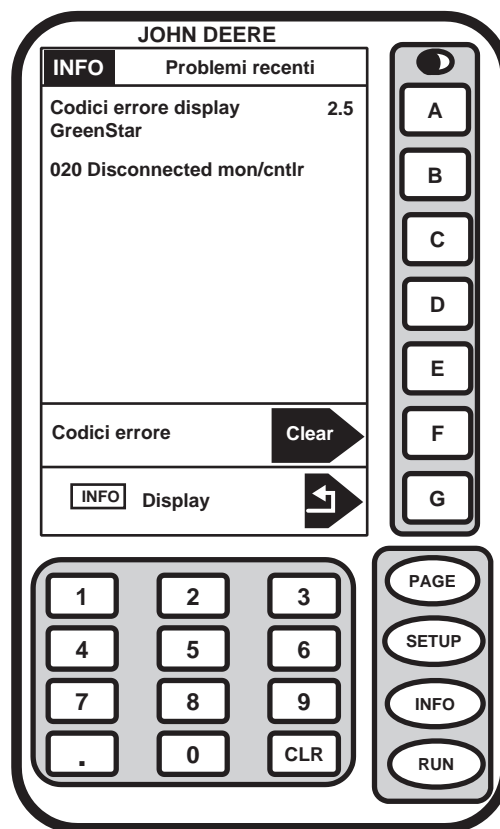 JOHN DEERE
INFO Problemi recenti
Codici errore display 2.5
GreenStar
020 Disconnected mon/cntlr
Codici errore Clear
INFO Display
A
B
C
D
E
F
G
1 2 3
4 5 6
7 8 9
. 0 CLR
PAGE
SETUP
INFO
RUN